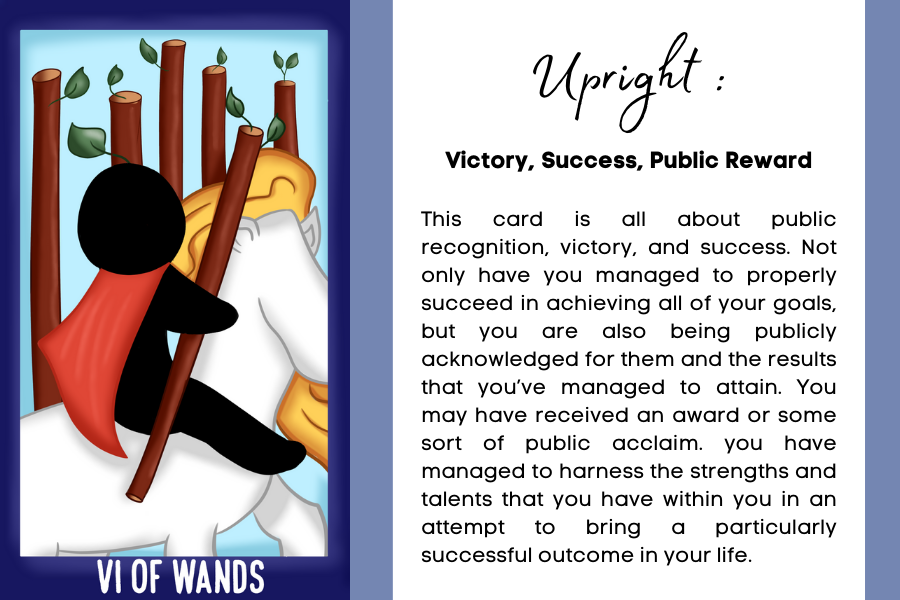 VI OF WANDS
Upright :
Victory, Success, Public Reward
This card is all about public
recognition, victory, and success. Not
only have you managed to properly
succeed in achieving all of your goals,
but you are also being publicly
acknowledged for them and the results
that you’ve managed to attain. You
may have received an award or some
sort of public acclaim. you have
managed to harness the strengths and
talents that you have within you in an
attempt to bring a particularly
successful outcome in your life.